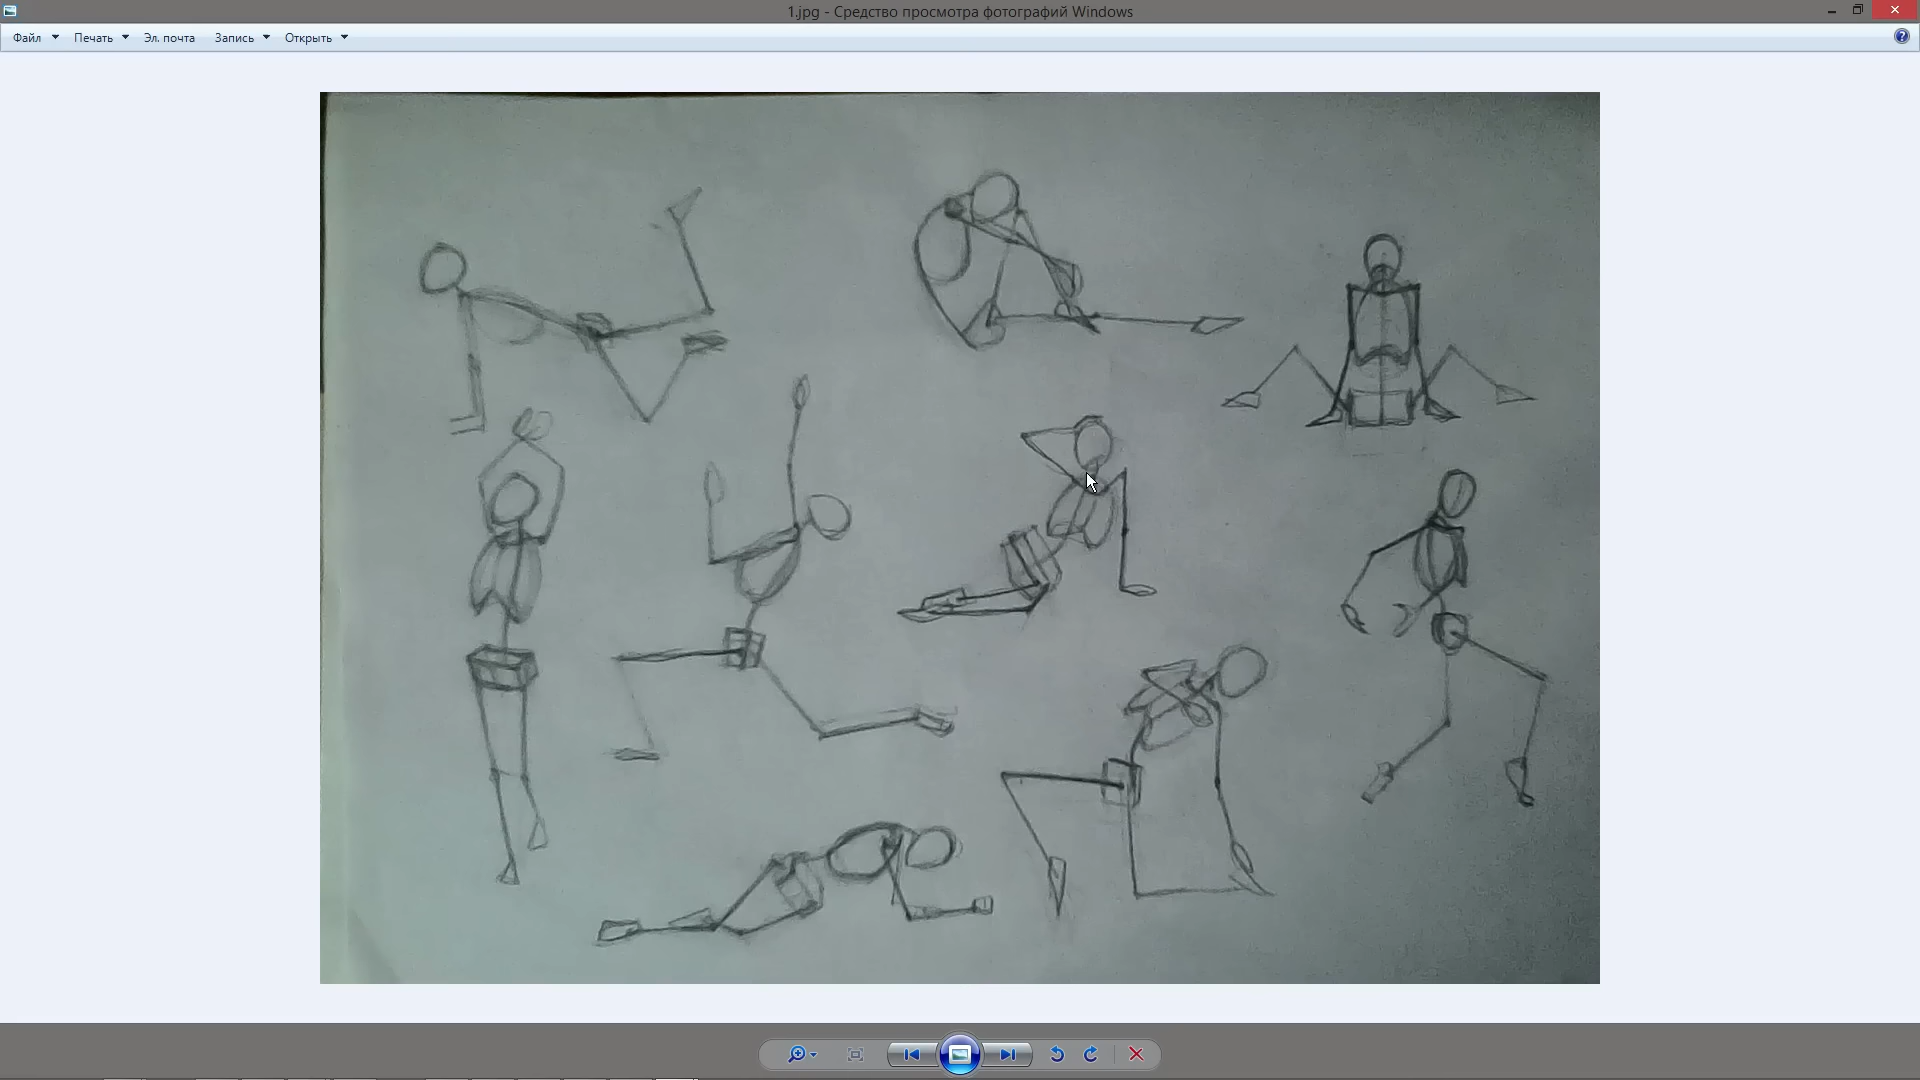 1.jpg - Средство просмотра фотографий Windows
Файл Печать Эл. почта Запись Открыть